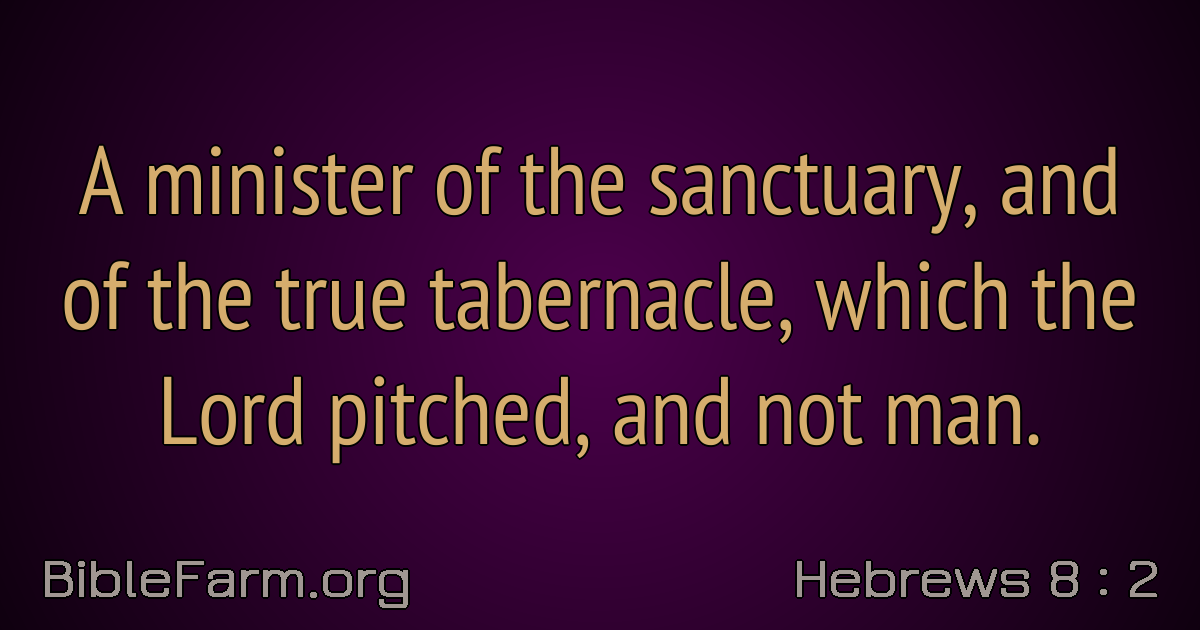 A minister of the sanctuary, and
of the true tabernacle, which the
Lord pitched, and not man.
BibleFarm.org
Hebrews 8 : 2